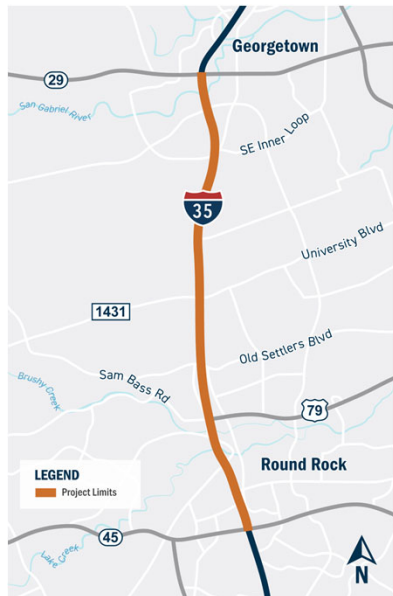 Georgetown
29
San Gabriel River
SE Inner Loop
35
University Blvd
1431
Old Settlers Blvd
Sam Bass Rd
Brushy Creek
79
Round Rock
LEGEND
Project Limits
45
Lake Creek
N